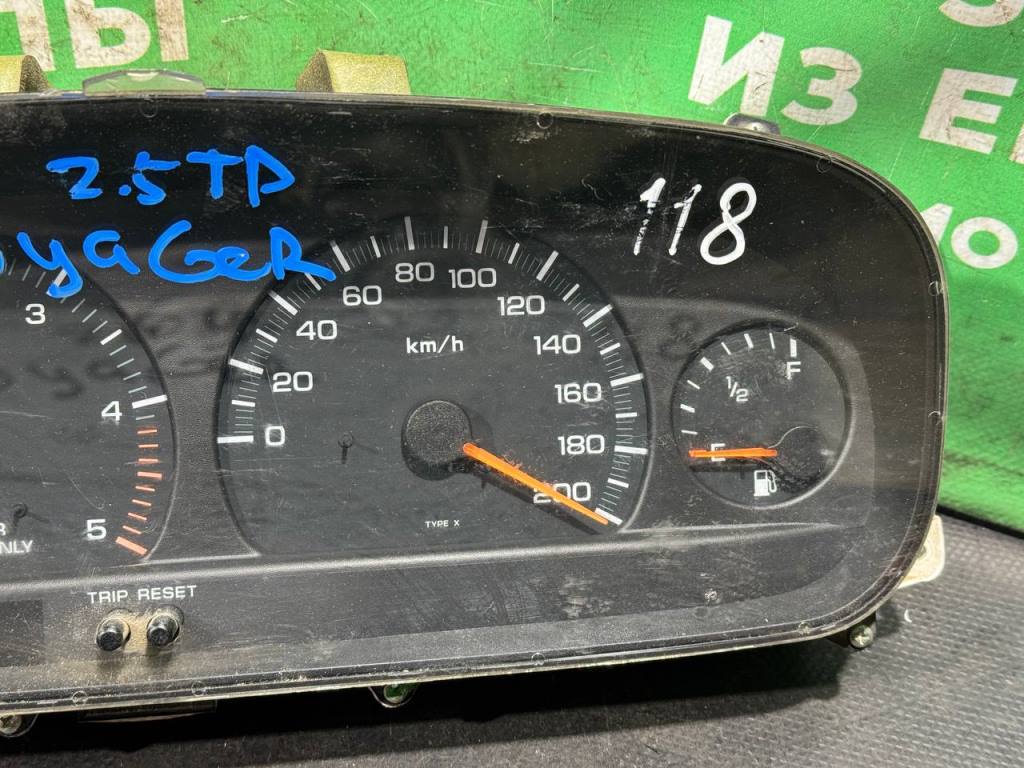 ИЗ Е
МО
2.5TD
yaGeR
118
3
4
5
NLY
0
20
40
60
80
100
120
140
160
180
200
km/h
TYPE X
1/2
F
E
TRIP RESET